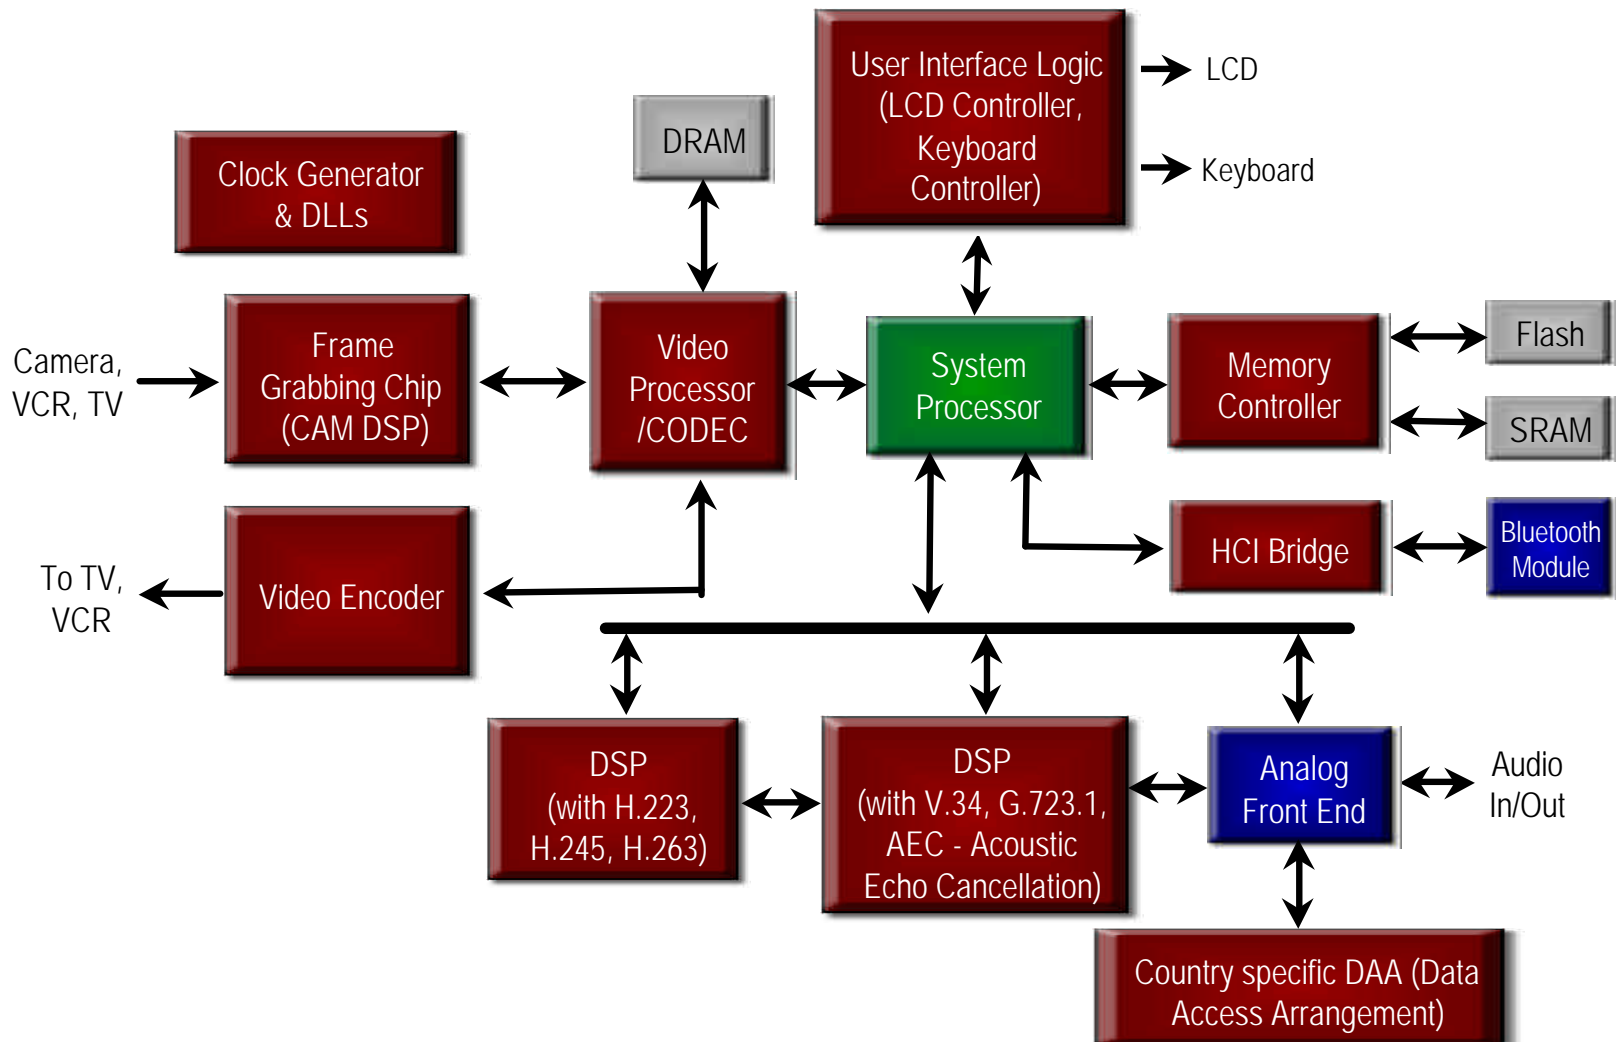 User Interface Logic
(LCD Controller,
Keyboard
Controller)
LCD
Keyboard
DRAM
Clock Generator
& DLLs
Camera,
VCR, TV
Frame
Grabbing Chip
(CAM DSP)
Video
Processor
/CODEC
System
Processor
Memory
Controller
Flash
SRAM
To TV,
VCR
Video Encoder
HCI Bridge
Bluetooth
Module
DSP
(with H.223,
H.245, H.263)
DSP
(with V.34, G.723.1,
AEC - Acoustic
Echo Cancellation)
Analog
Front End
Audio
In/Out
Country specific DAA (Data
Access Arrangement)